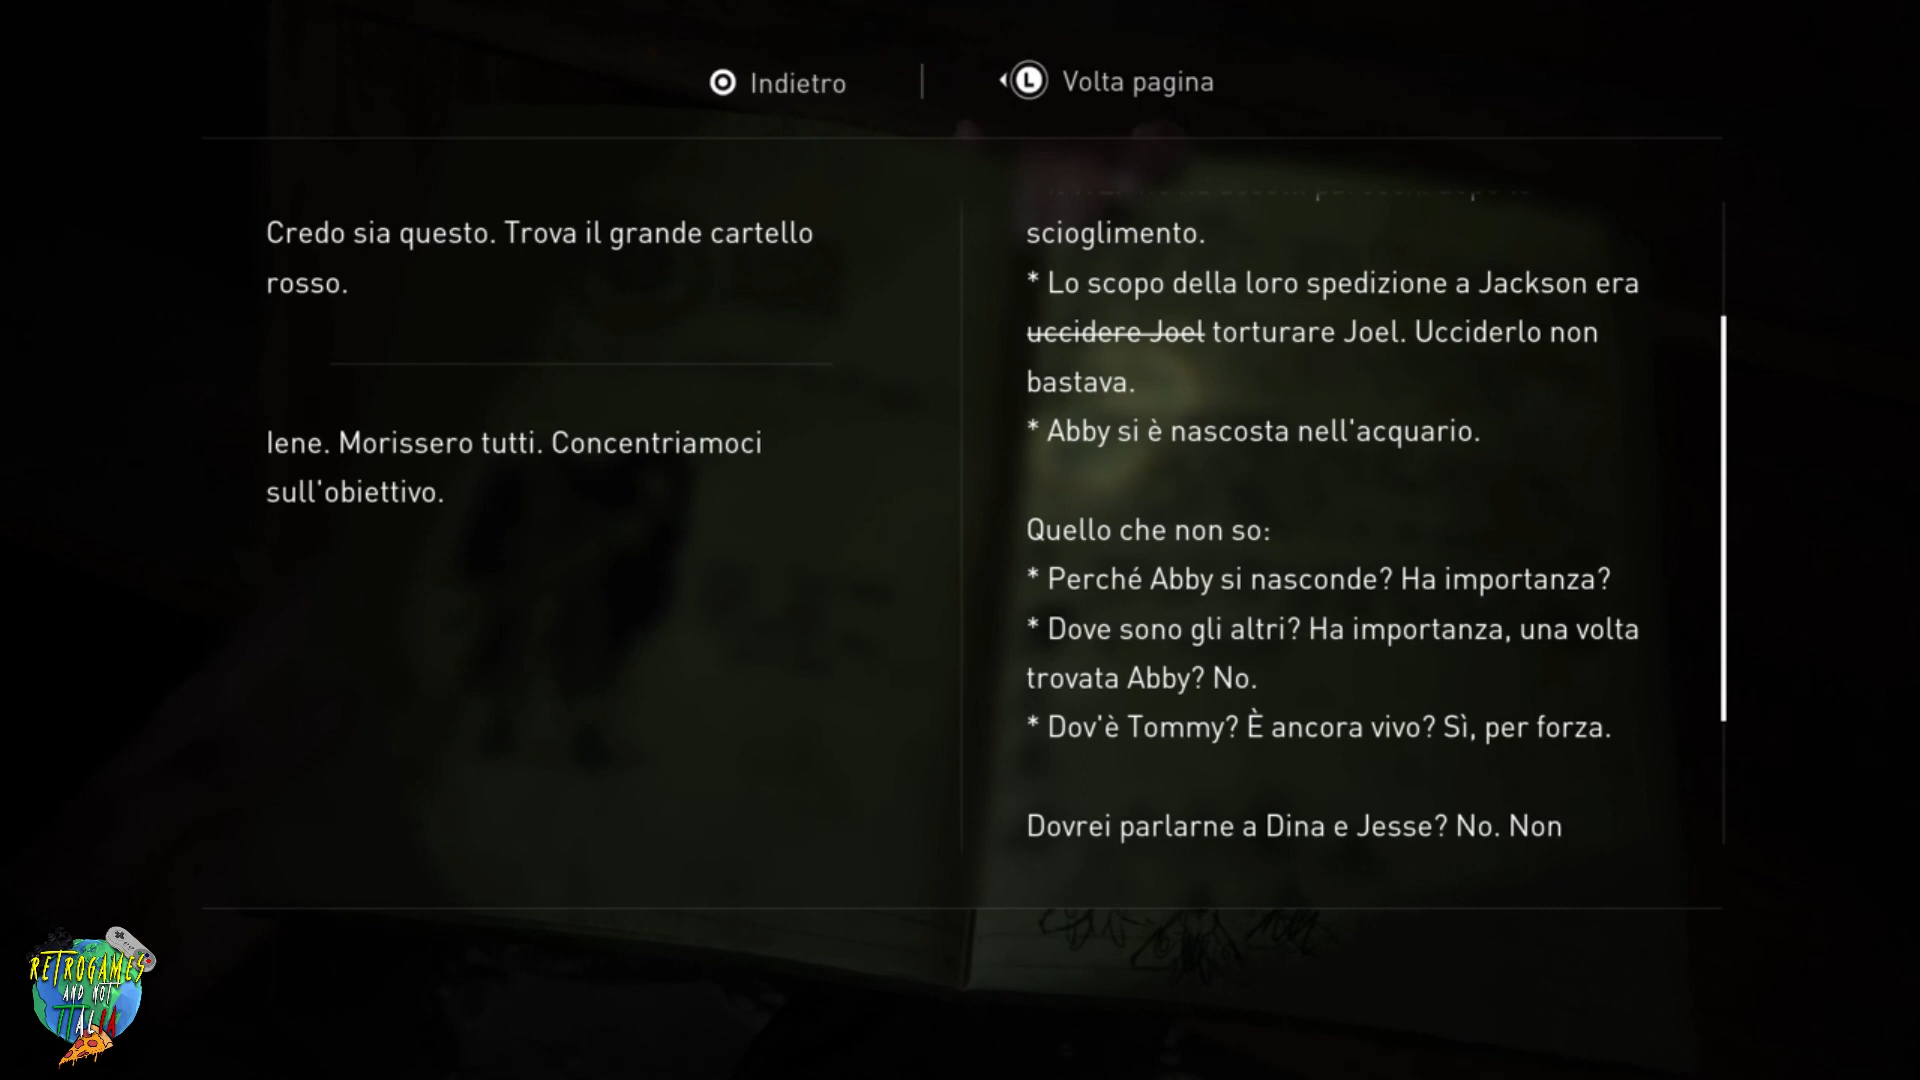 Indietro
L Volta pagina
Credo sia questo. Trova il grande cartello
rosso.
Iene. Morissero tutti. Concentriamoci
sull'obiettivo.
scioglimento.
* Lo scopo della loro spedizione a Jackson era
uccidere Joel torturare Joel. Ucciderlo non
bastava.
* Abby si è nascosta nell'acquario.
Quello che non so:
* Perché Abby si nasconde? Ha importanza?
* Dove sono gli altri? Ha importanza, una volta
trovata Abby? No.
* Dov'è Tommy? È ancora vivo? Sì, per forza.
Dovrei parlarne a Dina e Jesse? No. Non
RETROGAMES
AND NOT
ITALIA